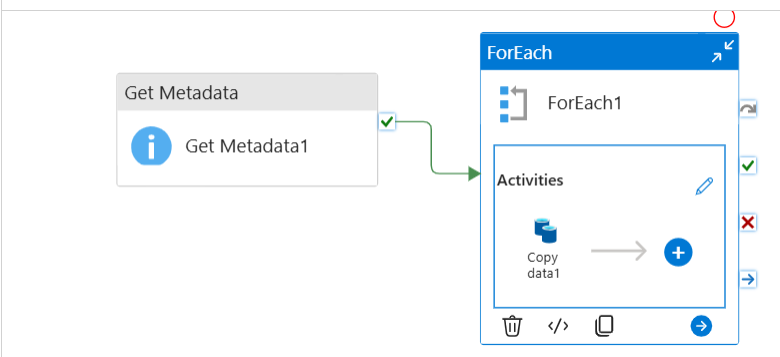 Get Metadata
Get Metadata1
ForEach
ForEach1
Activities
Copy
data1